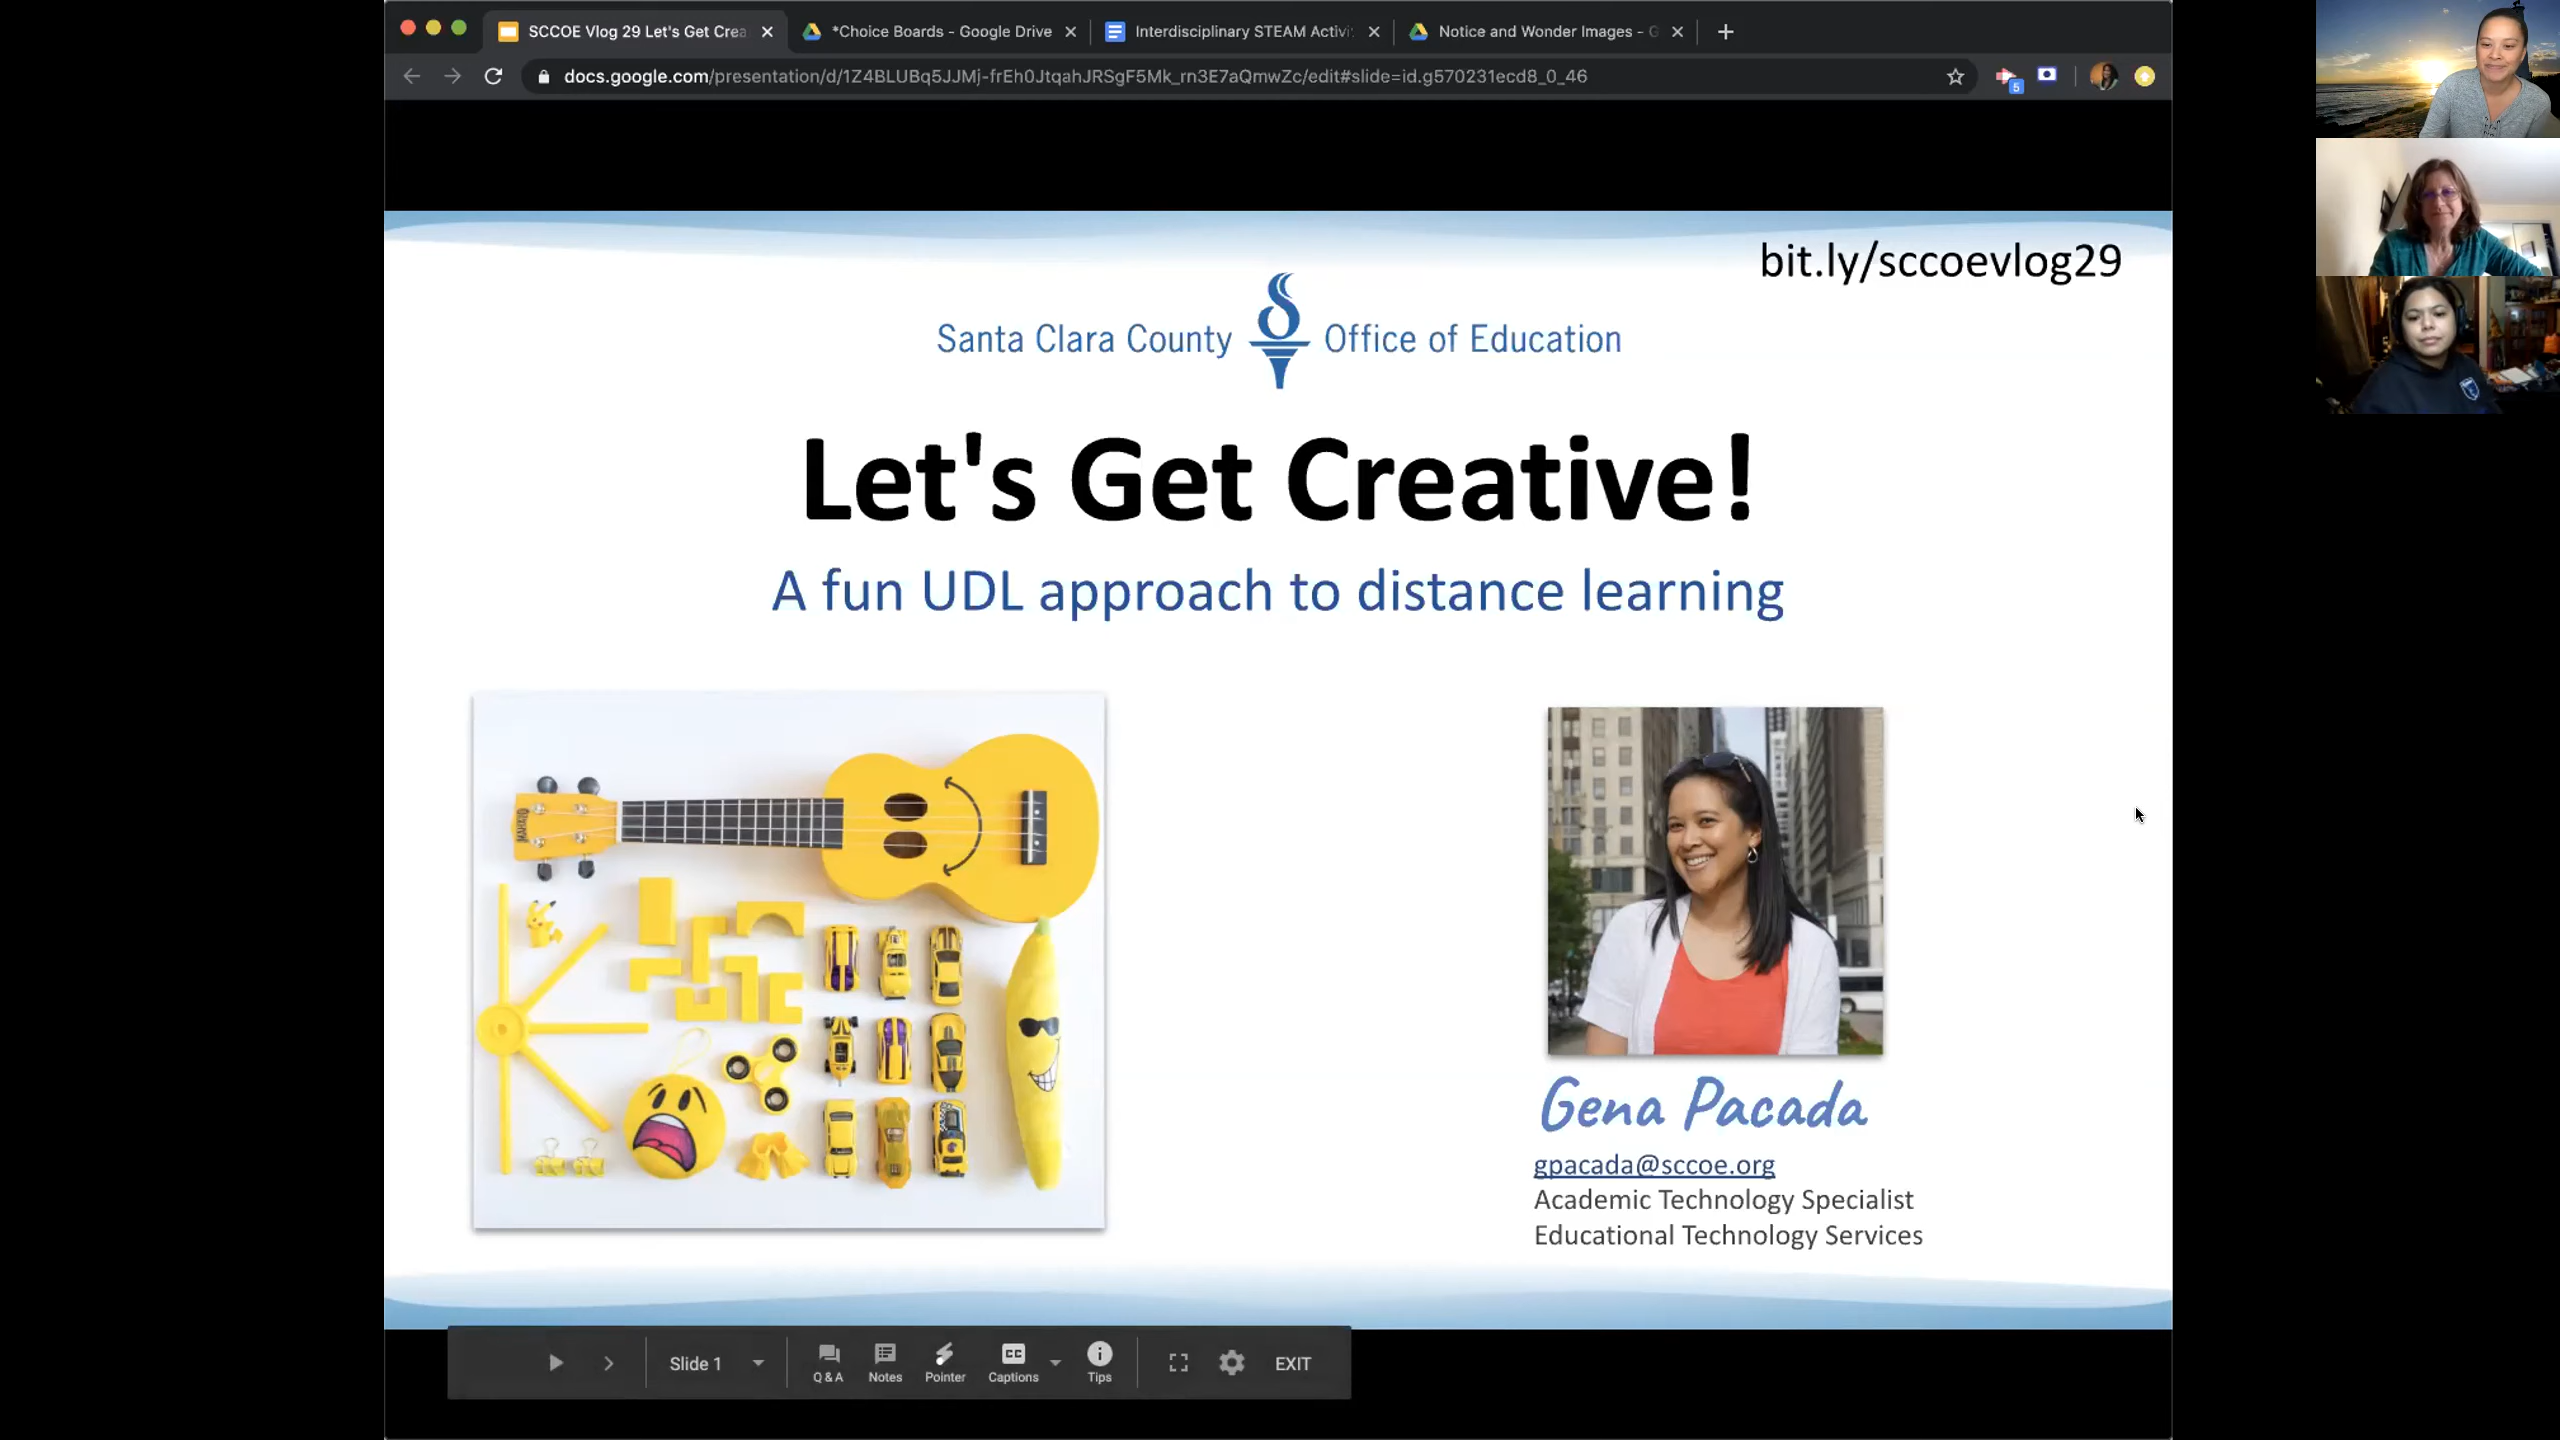 SCCOE Vlog 29 Let's Get Crea
*Choice Boards - Google Drive
Interdisciplinary STEAM Activi
Notice and Wonder Images - G
docs.google.com/presentation/d/1Z4BLUBq5JJMj-frEh0JtqahJRSgF5Mk_rn3E7aQmwZc/edit#slide=id.g570231ecd8_0_46
5
bit.ly/sccoevlog29
Santa Clara County Office of Education
Let's Get Creative!
A fun UDL approach to distance learning
MAHALO
Gena Pacada
gpacada@sccoe.org
Academic Technology Specialist
Educational Technology Services
Slide 1
Q & A
Notes
Pointer
CC
Captions
Tips
EXIT